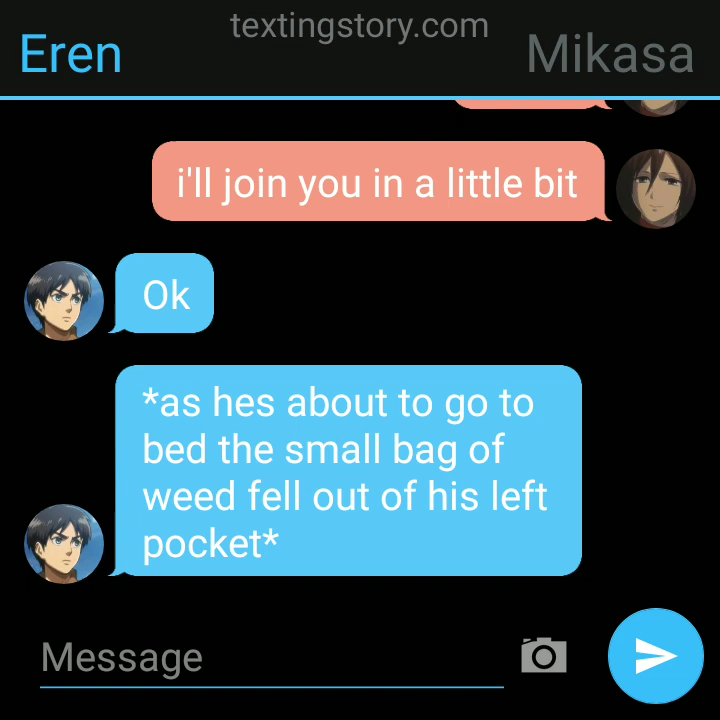 textingstory.com
Eren
Mikasa
i'll join you in a little bit
Ok
*as hes about to go to
bed the small bag of
weed fell out of his left
pocket*
Message